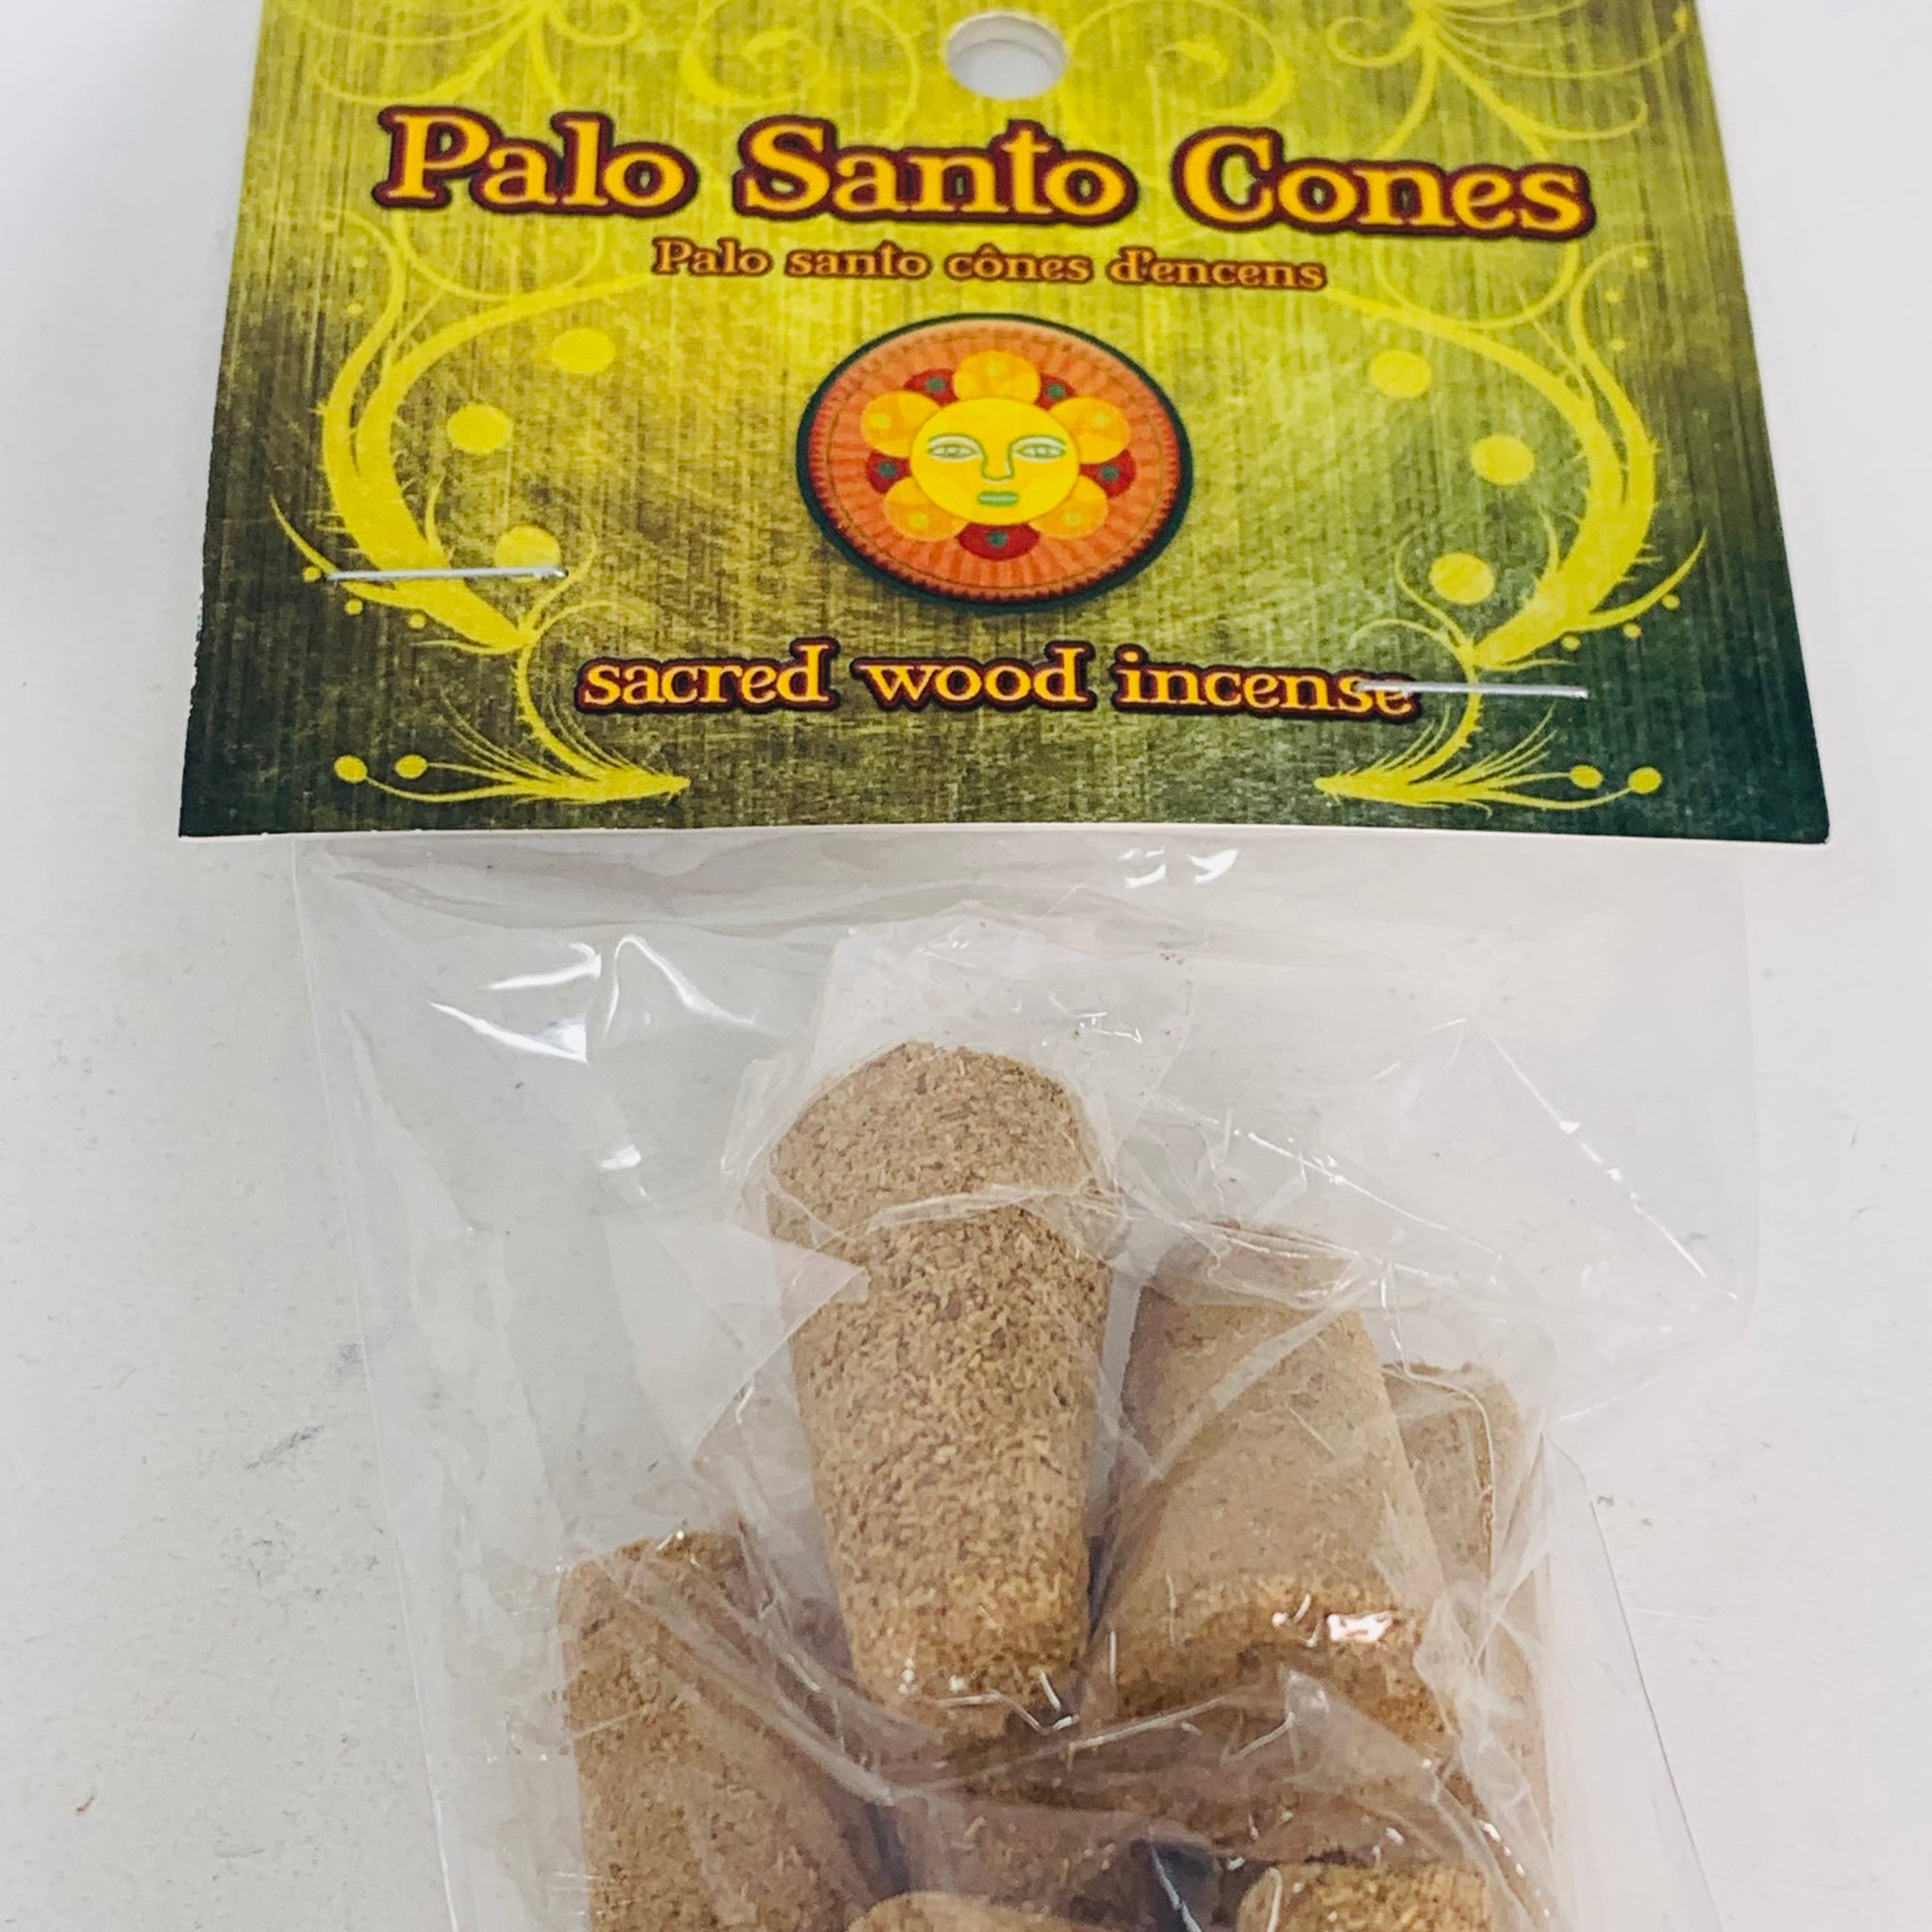 Palo Santo Cones
Palo santo cônes d'encens
sacred wood incense